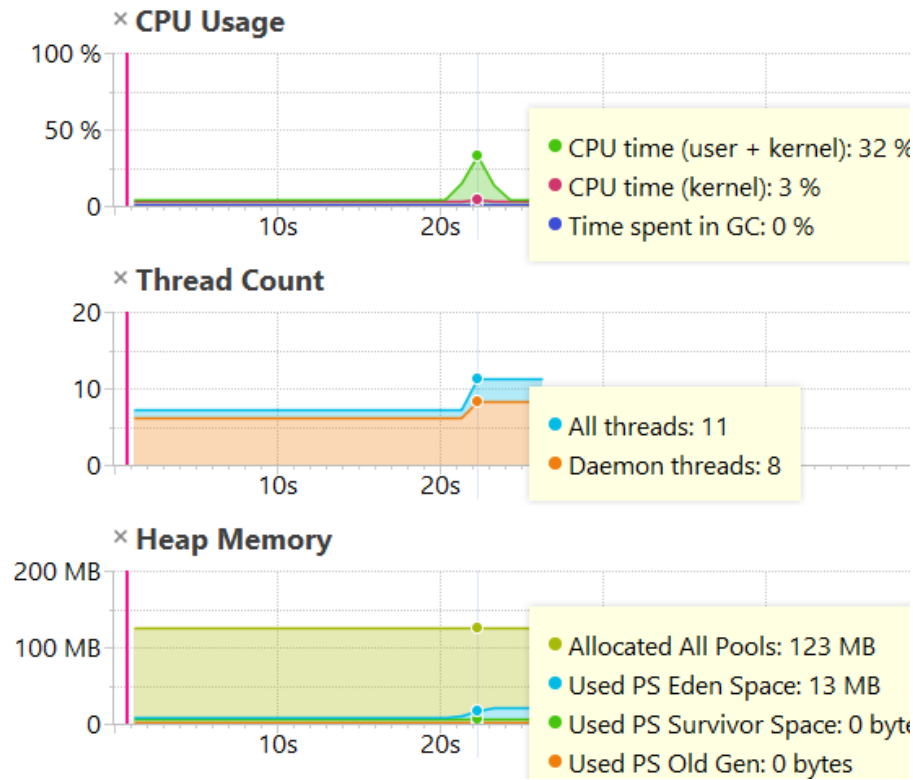 × CPU Usage
100 %
50 %
0
10s
20s
CPU time (user + kernel): 32 %
CPU time (kernel): 3 %
Time spent in GC: 0 %
× Thread Count
20
10
0
10s
20s
All threads: 11
Daemon threads: 8
× Heap Memory
200 MB
100 MB
0
10s
20s
Allocated All Pools: 123 MB
Used PS Eden Space: 13 MB
Used PS Survivor Space: 0 byte
Used PS Old Gen: 0 bytes